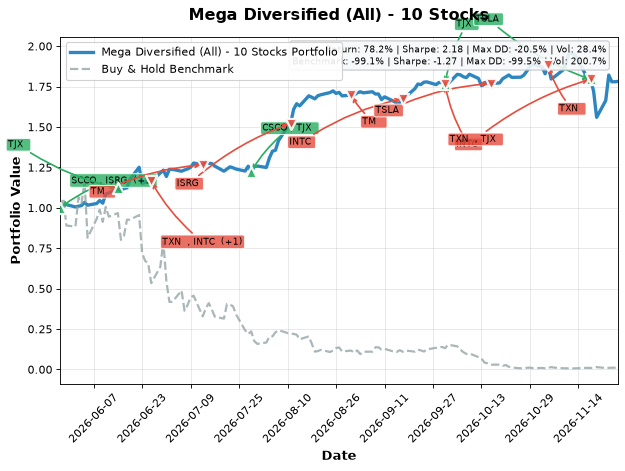 Mega Diversified (All) - 10 Stocks
TJX
TSLA
Mega Diversified (All) - 10 Stocks Portfolio
Buy & Hold Benchmark
urn: 78.2% | Sharpe: 2.18 | Max DD: -20.5% | Vol: 28.4%
Benchmark: -99.1% | Sharpe: -1.27 | Max DD: -99.5% | Vol: 200.7%
TJX
SCCO, ISRG (+
TM
ISRG
TXN, INTC (+1)
CSCO, TJX
INTC
TM
TSLA
TXN, TJX
TXN
Portfolio Value
2.00
1.75
1.50
1.25
1.00
0.75
0.50
0.25
0.00
2026-06-07
2026-06-23
2026-07-09
2026-07-25
2026-08-10
2026-08-26
2026-09-11
2026-09-27
2026-10-13
2026-10-29
2026-11-14
Date